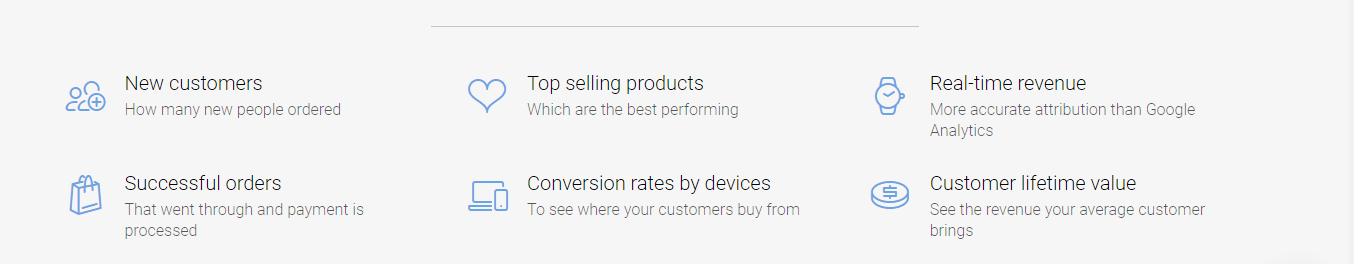 New customers
How many new people ordered
Top selling products
Which are the best performing
Real-time revenue
More accurate attribution than Google
Analytics
Successful orders
That went through and payment is
processed
Conversion rates by devices
To see where your customers buy from
Customer lifetime value
See the revenue your average customer
brings